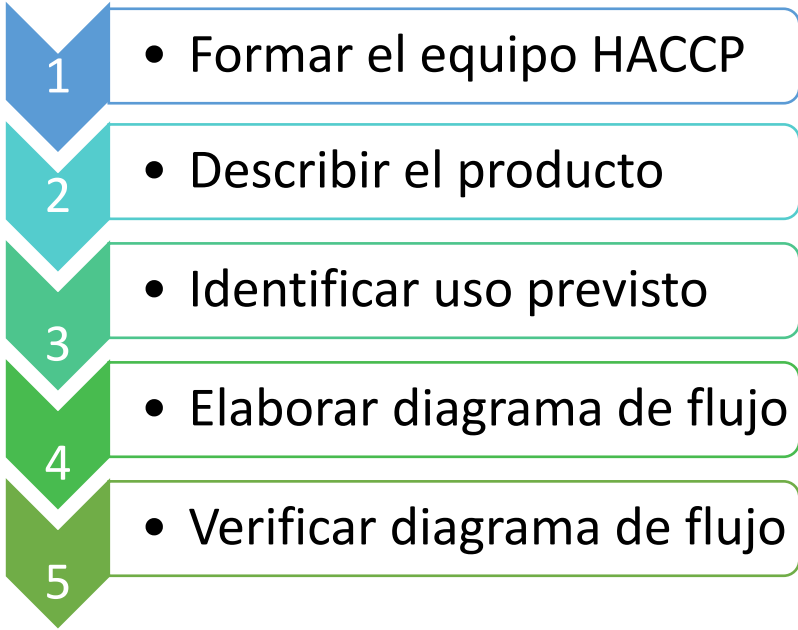 1
• Formar el equipo HACCP
2
• Describir el producto
3
• Identificar uso previsto
4
• Elaborar diagrama de flujo
5
• Verificar diagrama de flujo